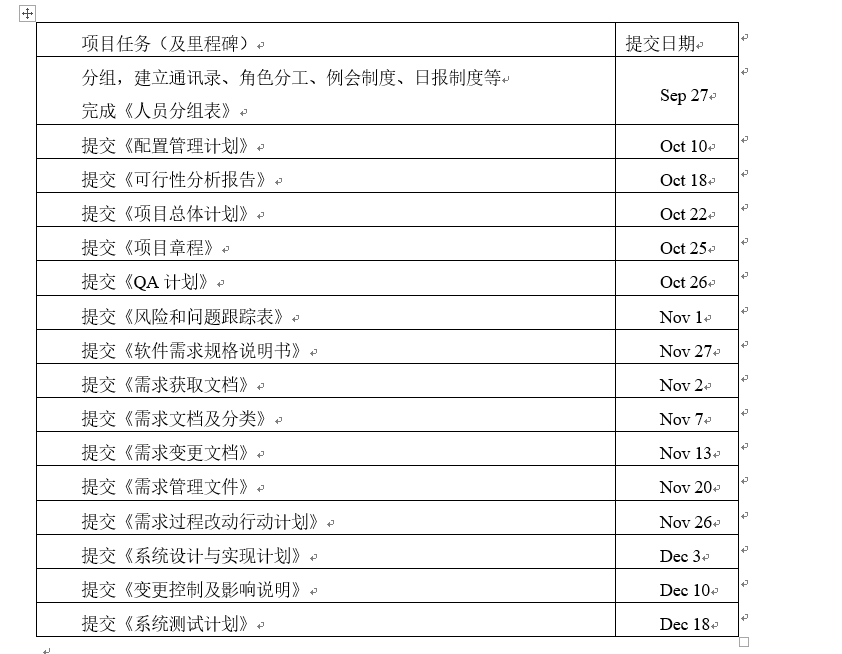 项目任务（及里程碑） 提交日期
分组，建立通讯录、角色分工、例会制度、日报制度等
完成《人员分组表》 Sep 27
提交《配置管理计划》 Oct 10
提交《可行性分析报告》 Oct 18
提交《项目总体计划》 Oct 22
提交《项目章程》 Oct 25
提交《QA 计划》 Oct 26
提交《风险和问题跟踪表》 Nov 1
提交《软件需求规格说明书》 Nov 27
提交《需求获取文档》 Nov 2
提交《需求文档及分类》 Nov 7
提交《需求变更文档》 Nov 13
提交《需求管理文件》 Nov 20
提交《需求过程改动行动计划》 Nov 26
提交《系统设计与实现计划》 Dec 3
提交《变更控制及影响说明》 Dec 10
提交《系统测试计划》 Dec 18